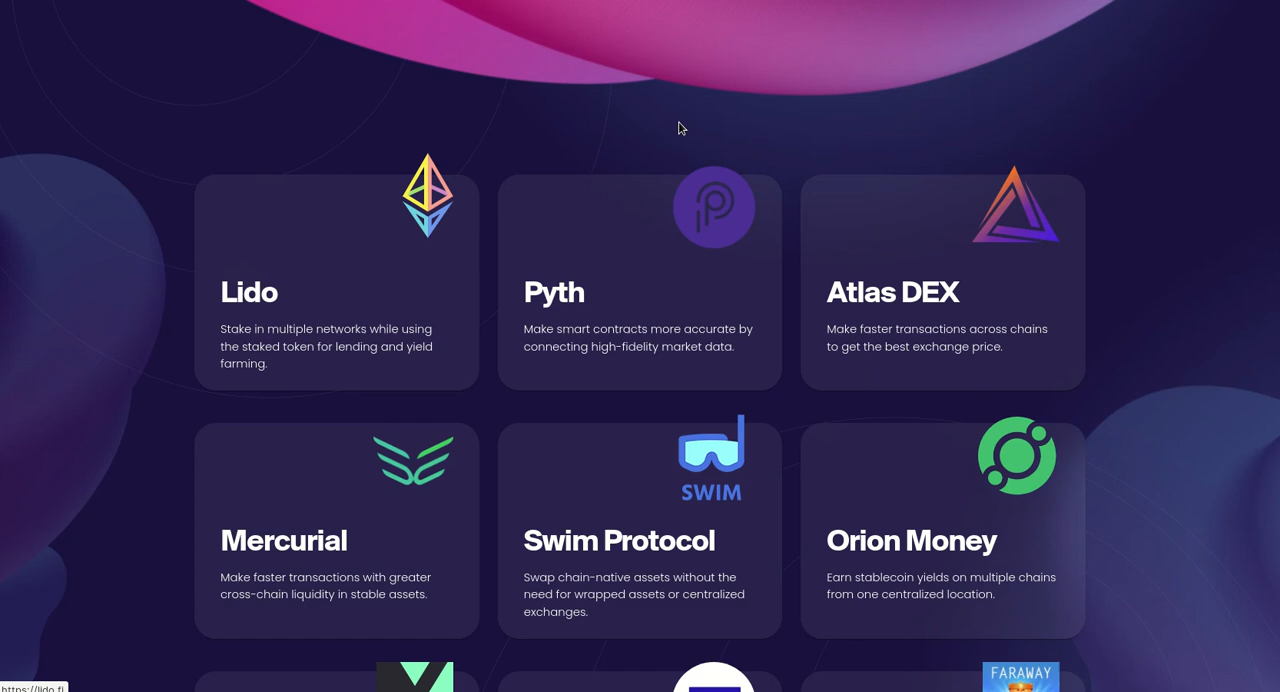 Lido
Stake in multiple networks while using
the staked token for lending and yield
farming.
Pyth
Make smart contracts more accurate by
connecting high-fidelity market data.
Atlas DEX
Make faster transactions across chains
to get the best exchange price.
Mercurial
Make faster transactions with greater
cross-chain liquidity in stable assets.
SWIM
Swim Protocol
Swap chain-native assets without the
need for wrapped assets or centralized
exchanges.
Orion Money
Earn stablecoin yields on multiple chains
from one centralized location.
FARAWAY
https://lido.fi